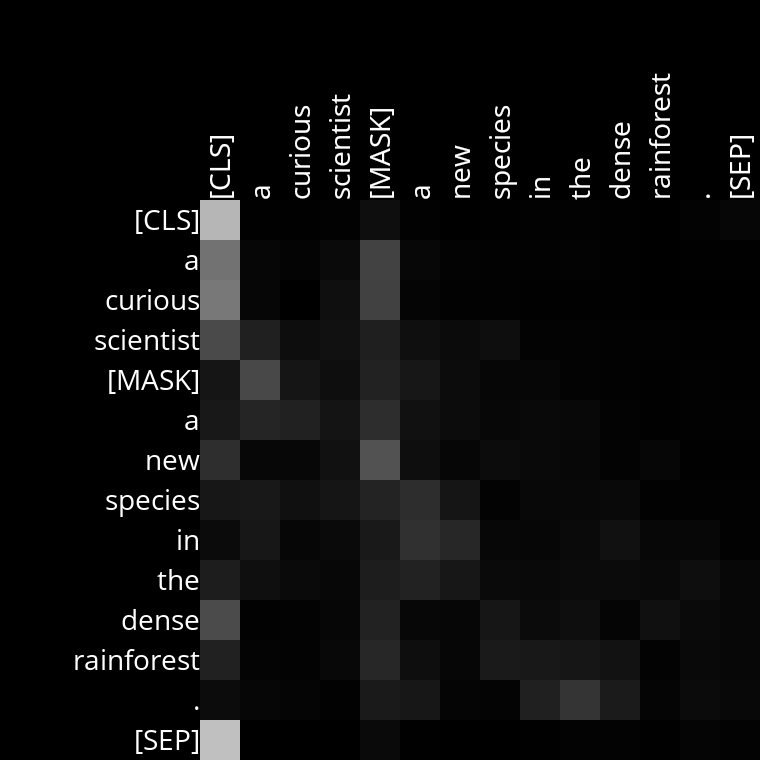 [CLS] a curious scientist [MASK] a new species in the dense rainforest . [SEP]
[CLS]
a
curious
scientist
[MASK]
a
new
species
in
the
dense
rainforest
.
[SEP]